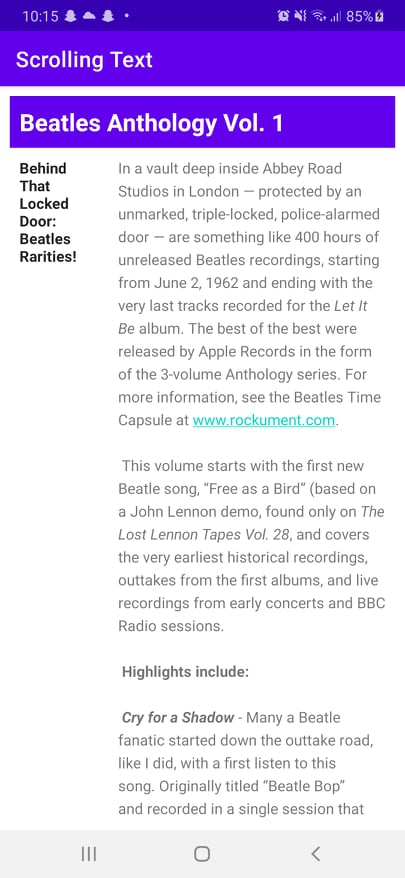 10:15 85%
Scrolling Text
Beatles Anthology Vol. 1
Behind
That
Locked
Door:
Beatles
Rarities!
In a vault deep inside Abbey Road
Studios in London — protected by an
unmarked, triple-locked, police-alarmed
door — are something like 400 hours of
unreleased Beatles recordings, starting
from June 2, 1962 and ending with the
very last tracks recorded for the Let It
Be album. The best of the best were
released by Apple Records in the form
of the 3-volume Anthology series. For
more information, see the Beatles Time
Capsule at www.rockument.com.
This volume starts with the first new
Beatle song, “Free as a Bird” (based on
a John Lennon demo, found only on The
Lost Lennon Tapes Vol. 28, and covers
the very earliest historical recordings,
outtakes from the first albums, and live
recordings from early concerts and BBC
Radio sessions.
Highlights include:
Cry for a Shadow - Many a Beatle
fanatic started down the outtake road,
like I did, with a first listen to this
song. Originally titled “Beatle Bop”
and recorded in a single session that